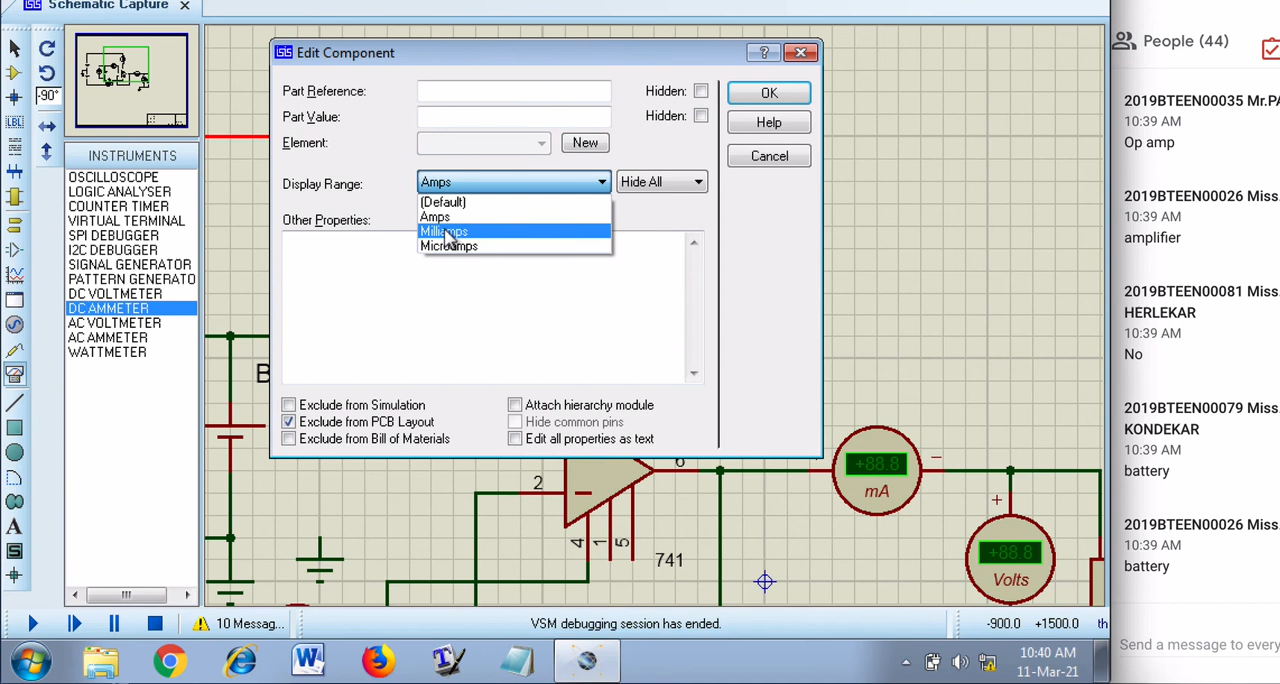 Schematic Capture
-90°
LBL
INSTRUMENTS
OSCILLOSCOPE
LOGIC ANALYSER
COUNTER TIMER
VIRTUAL TERMINAL
SPI DEBUGGER
I2C DEBUGGER
SIGNAL GENERATOR
PATTERN GENERATO
DC VOLTMETER
DC AMMETER
AC VOLTMETER
AC AMMETER
WATTMETER
Edit Component
Part Reference:
Hidden:
Part Value:
Hidden:
Element:
New
Display Range:
Amps
Hide All
(Default)
Amps
Milliamps
Microamps
Other Properties:
OK
Help
Cancel
Exclude from Simulation
Exclude from PCB Layout
Exclude from Bill of Materials
Attach hierarchy module
Hide common pins
Edit all properties as text
B
2
6
4
1
5
741
+88.8
mA
+88.8
Volts
10 Messag...
VSM debugging session has ended.
-900.0
+1500.0
th
10:40 AM
11-Mar-21
People (44)
2019BTEEN00035 Mr.PA
10:39 AM
Op amp
2019BTEEN00026 Miss.
10:39 AM
amplifier
2019BTEEN00081 Miss.
HERLEKAR
10:39 AM
No
2019BTEEN00079 Miss.
KONDEKAR
10:39 AM
battery
2019BTEEN00026 Miss.
10:39 AM
battery
Send a message to every